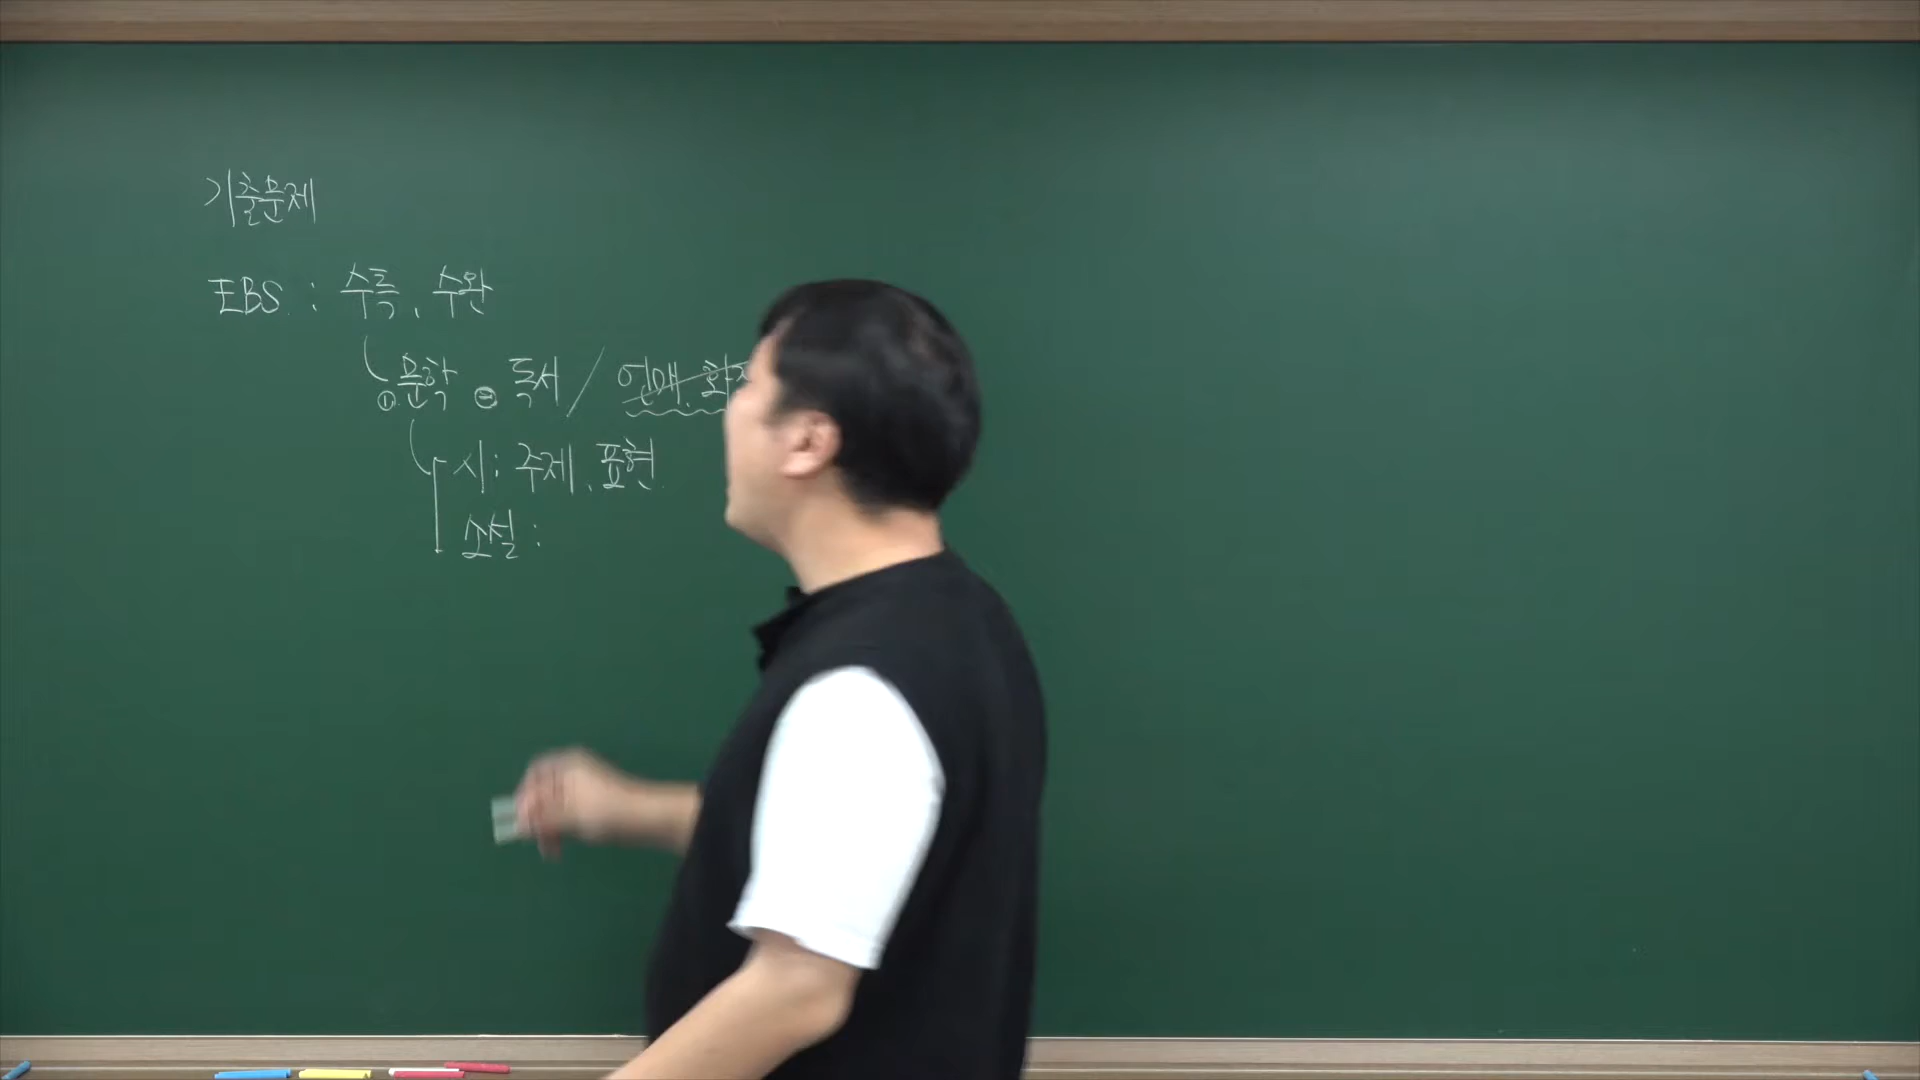 기출문제
EBS : 수특, 수완
① 문학 ② 독서 / 언매, 화
시 : 주제, 표현
소설 :